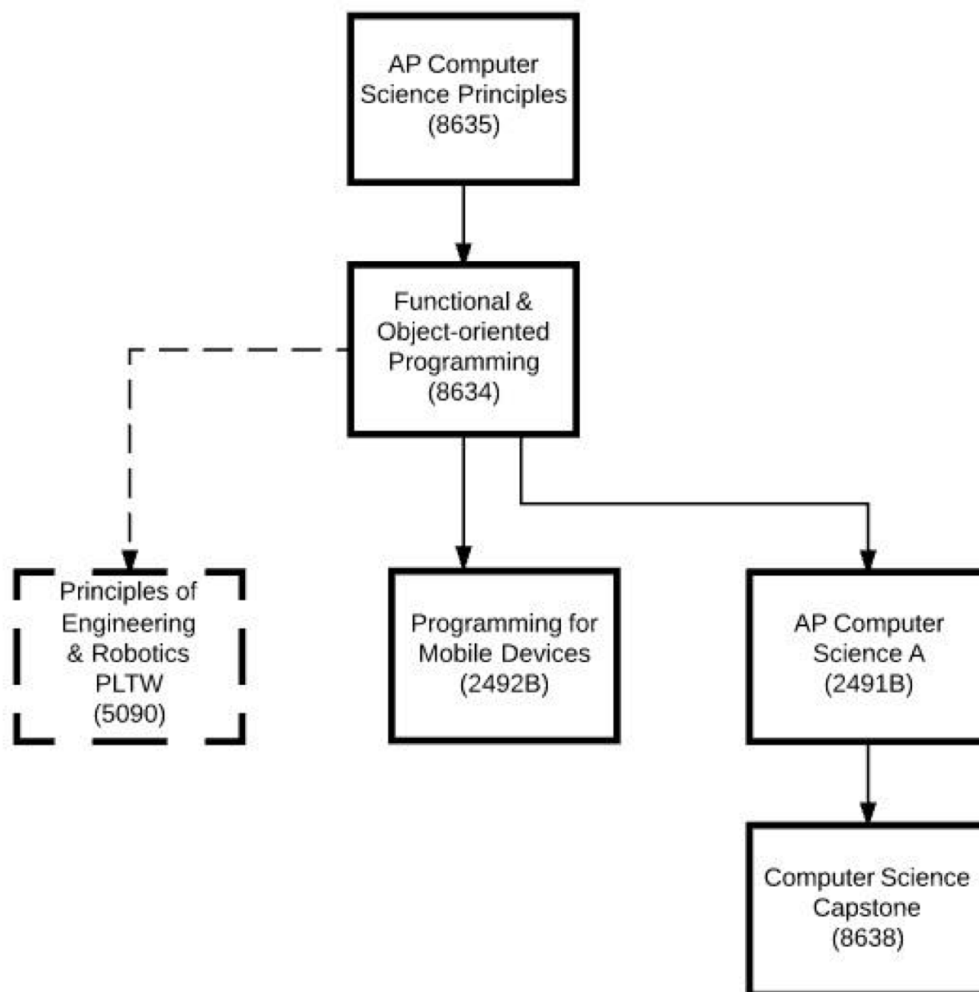 AP Computer
Science Principles
(8635)
Functional &
Object-oriented
Programming
(8634)
Principles of
Engineering
& Robotics
PLTW
(5090)
Programming for
Mobile Devices
(2492B)
AP Computer
Science A
(2491B)
Computer Science
Capstone
(8638)